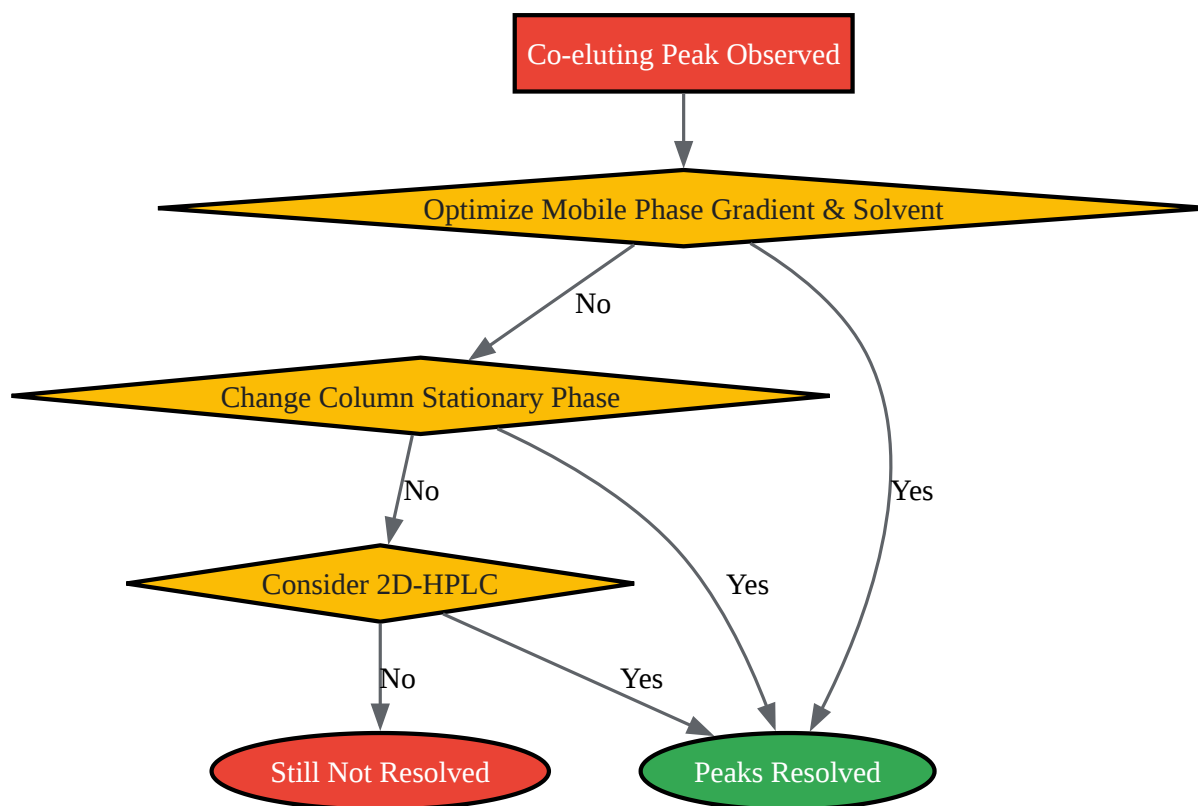 Co-eluting Peak Observed
Optimize Mobile Phase Gradient & Solvent
No
Change Column Stationary Phase
No
Yes
Consider 2D-HPLC
Yes
No
Yes
Still Not Resolved
Peaks Resolved